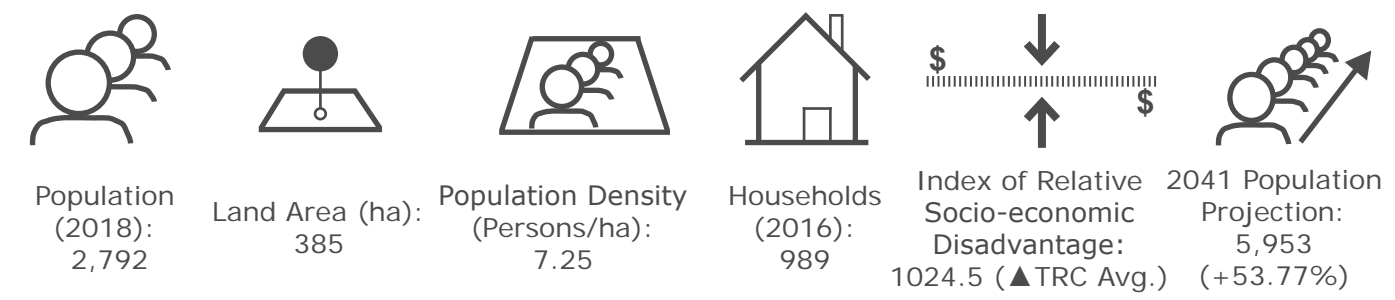 $
$
Population
(2018):
2,792
Land Area (ha):
385
Population Density
(Persons/ha):
7.25
Households
(2016):
989
Index of Relative
Socio-economic
Disadvantage:
1024.5 (▲TRC Avg.)
2041 Population
Projection:
5,953
(+53.77%)